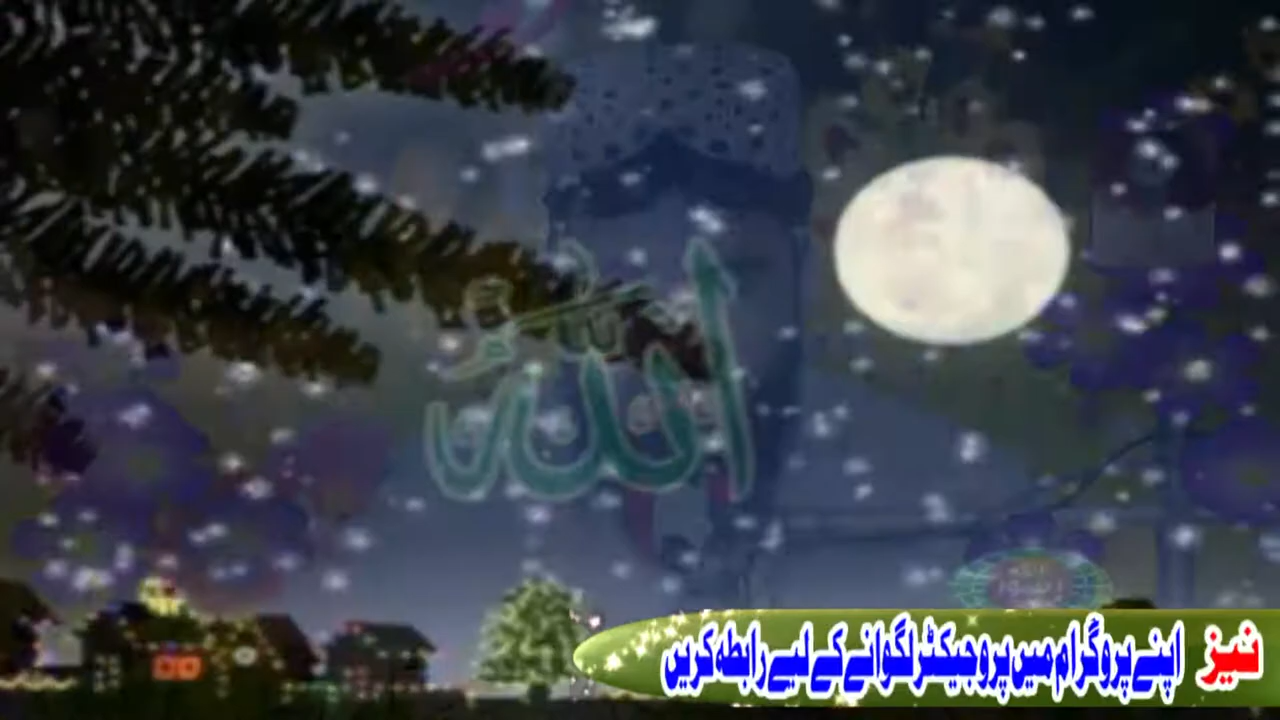 الله
نیز اپنے پروگرام میں پروجیکٹر لگوانے کے لیے رابطہ کریں